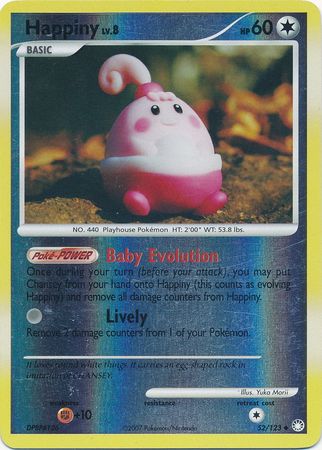 Happiny LV.8 HP 60
BASIC
NO. 440 Playhouse Pokémon HT: 2'00" WT: 53.8 lbs.
Poké-POWER Baby Evolution
Once during your turn (before your attack), you may put
Chansey from your hand onto Happiny (this counts as evolving
Happiny) and remove all damage counters from Happiny.
Lively
Remove 2 damage counters from 1 of your Pokémon.
It loves round white things. It carries an egg-shaped rock in
imitation of CHANSEY.
Illus. Yuka Morii
weakness resistance retreat cost
+10
©2007 Pokémon/Nintendo
52/123